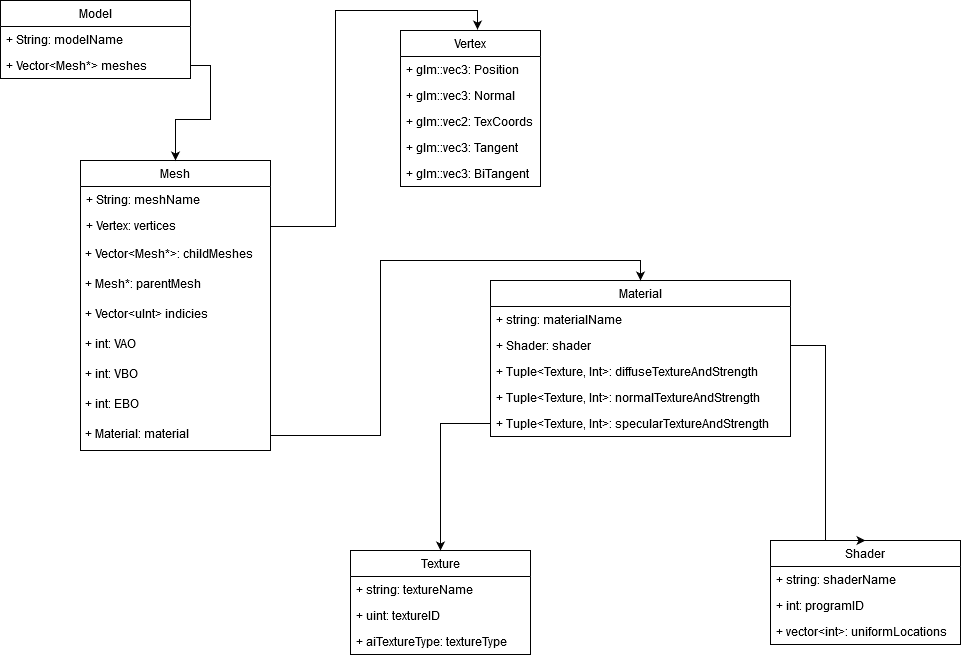 Model
+ String: modelName
+ Vector<Mesh*> meshes
Vertex
+ glm::vec3: Position
+ glm::vec3: Normal
+ glm::vec2: TexCoords
+ glm::vec3: Tangent
+ glm::vec3: BiTangent
Mesh
+ String: meshName
+ Vertex: vertices
+ Vector<Mesh*>: childMeshes
+ Mesh*: parentMesh
+ Vector<uInt> indicies
+ int: VAO
+ int: VBO
+ int: EBO
+ Material: material
Material
+ string: materialName
+ Shader: shader
+ Tuple<Texture, Int>: diffuseTextureAndStrength
+ Tuple<Texture, Int>: normalTextureAndStrength
+ Tuple<Texture, Int>: specularTextureAndStrength
Texture
+ string: textureName
+ uint: textureID
+ aiTextureType: textureType
Shader
+ string: shaderName
+ int: programID
+ vector<int>: uniformLocations